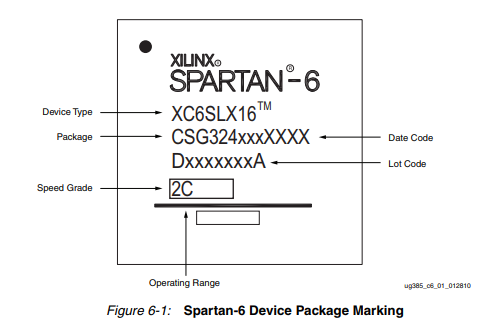 XILINX®
SPARTAN®-6
Device Type
XC6SLX16™
Package
CSG324xxxXXXX
Date Code
DxxxxxxxA
Lot Code
Speed Grade
2C
Operating Range
ug385_c6_01_012810
Figure 6-1: Spartan-6 Device Package Marking